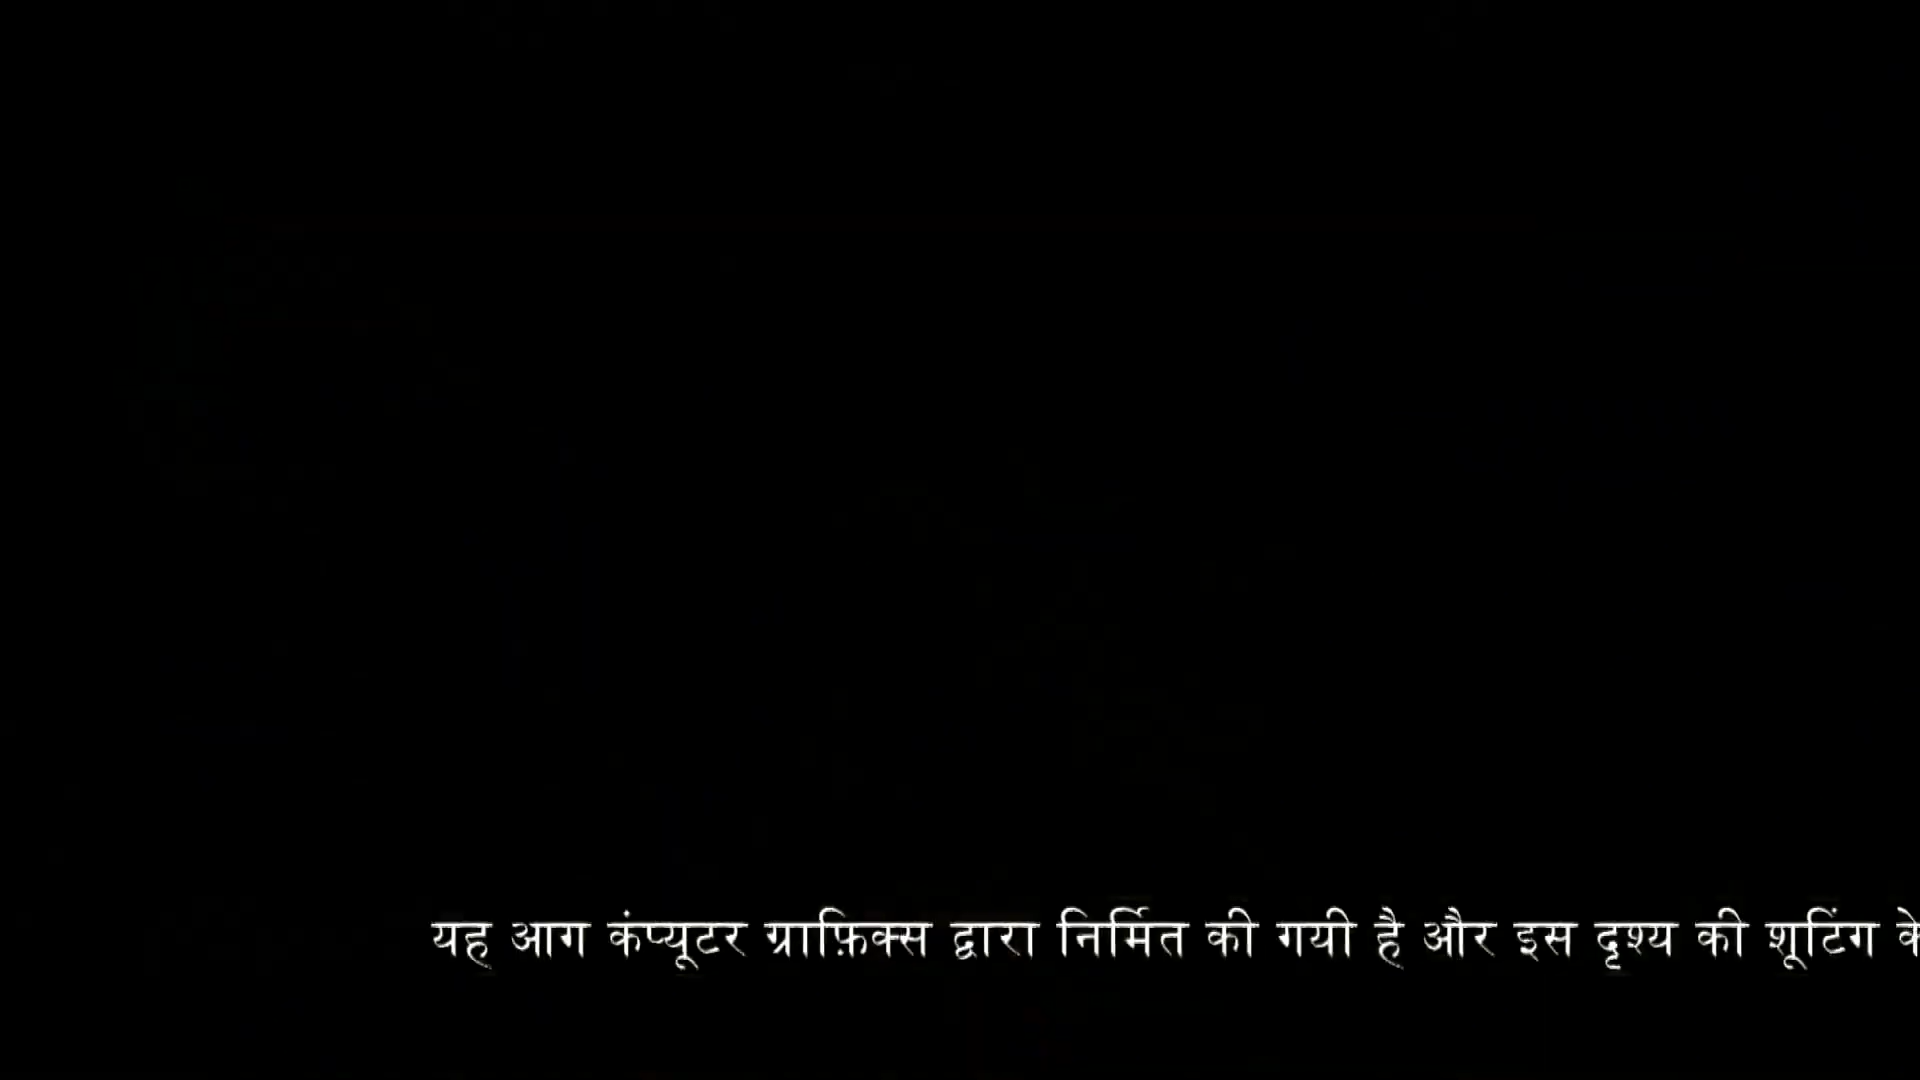 यह आग कंप्यूटर ग्राफ़िक्स द्वारा निर्मित की गयी है और इस दृश्य की शूटिंग के